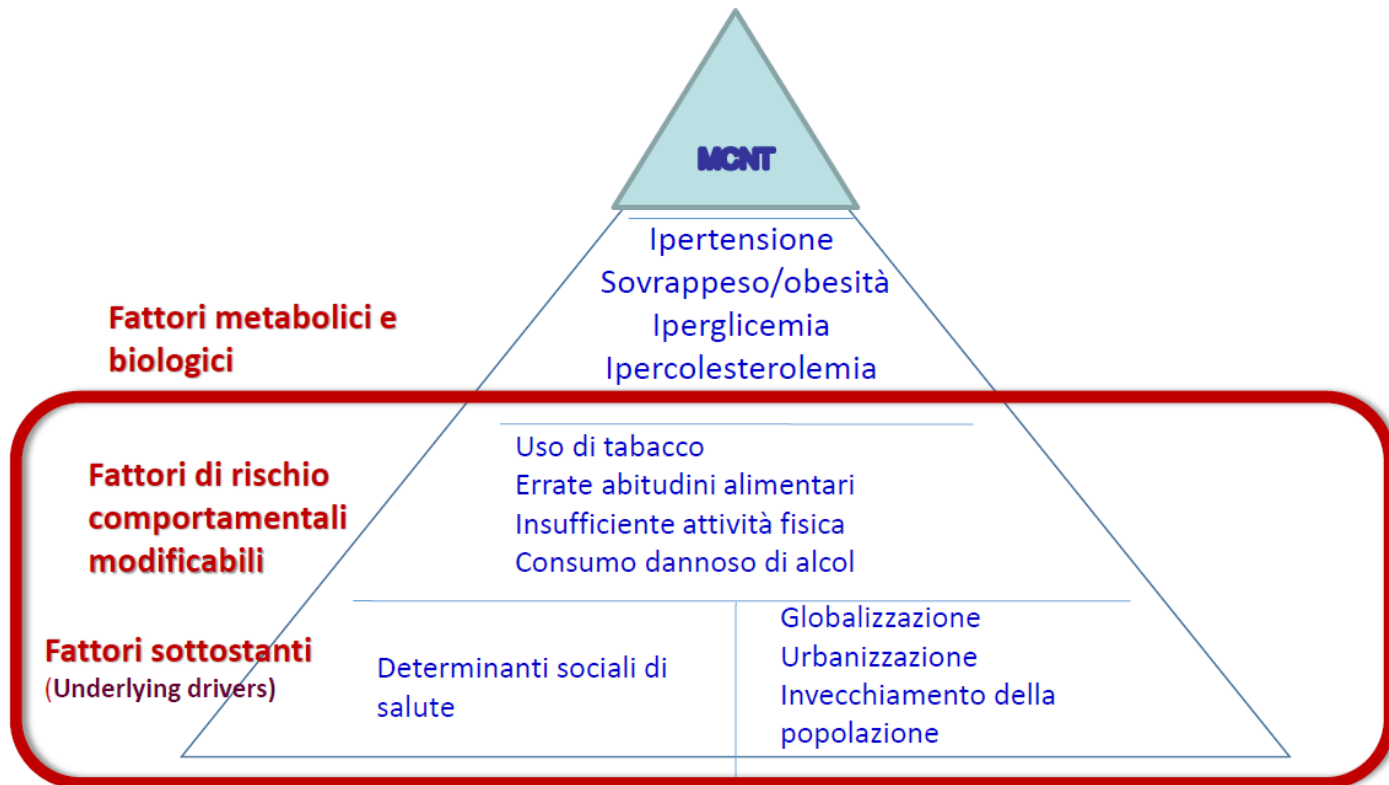 MCNT
Ipertensione
Sovrappeso/obesità
Iperglicemia
Ipercolesterolemia
Fattori metabolici e
biologici
Uso di tabacco
Errate abitudini alimentari
Insufficiente attività fisica
Consumo dannoso di alcol
Fattori di rischio
comportamentali
modificabili
Fattori sottostanti
(Underlying drivers)
Determinanti sociali di
salute
Globalizzazione
Urbanizzazione
Invecchiamento della
popolazione